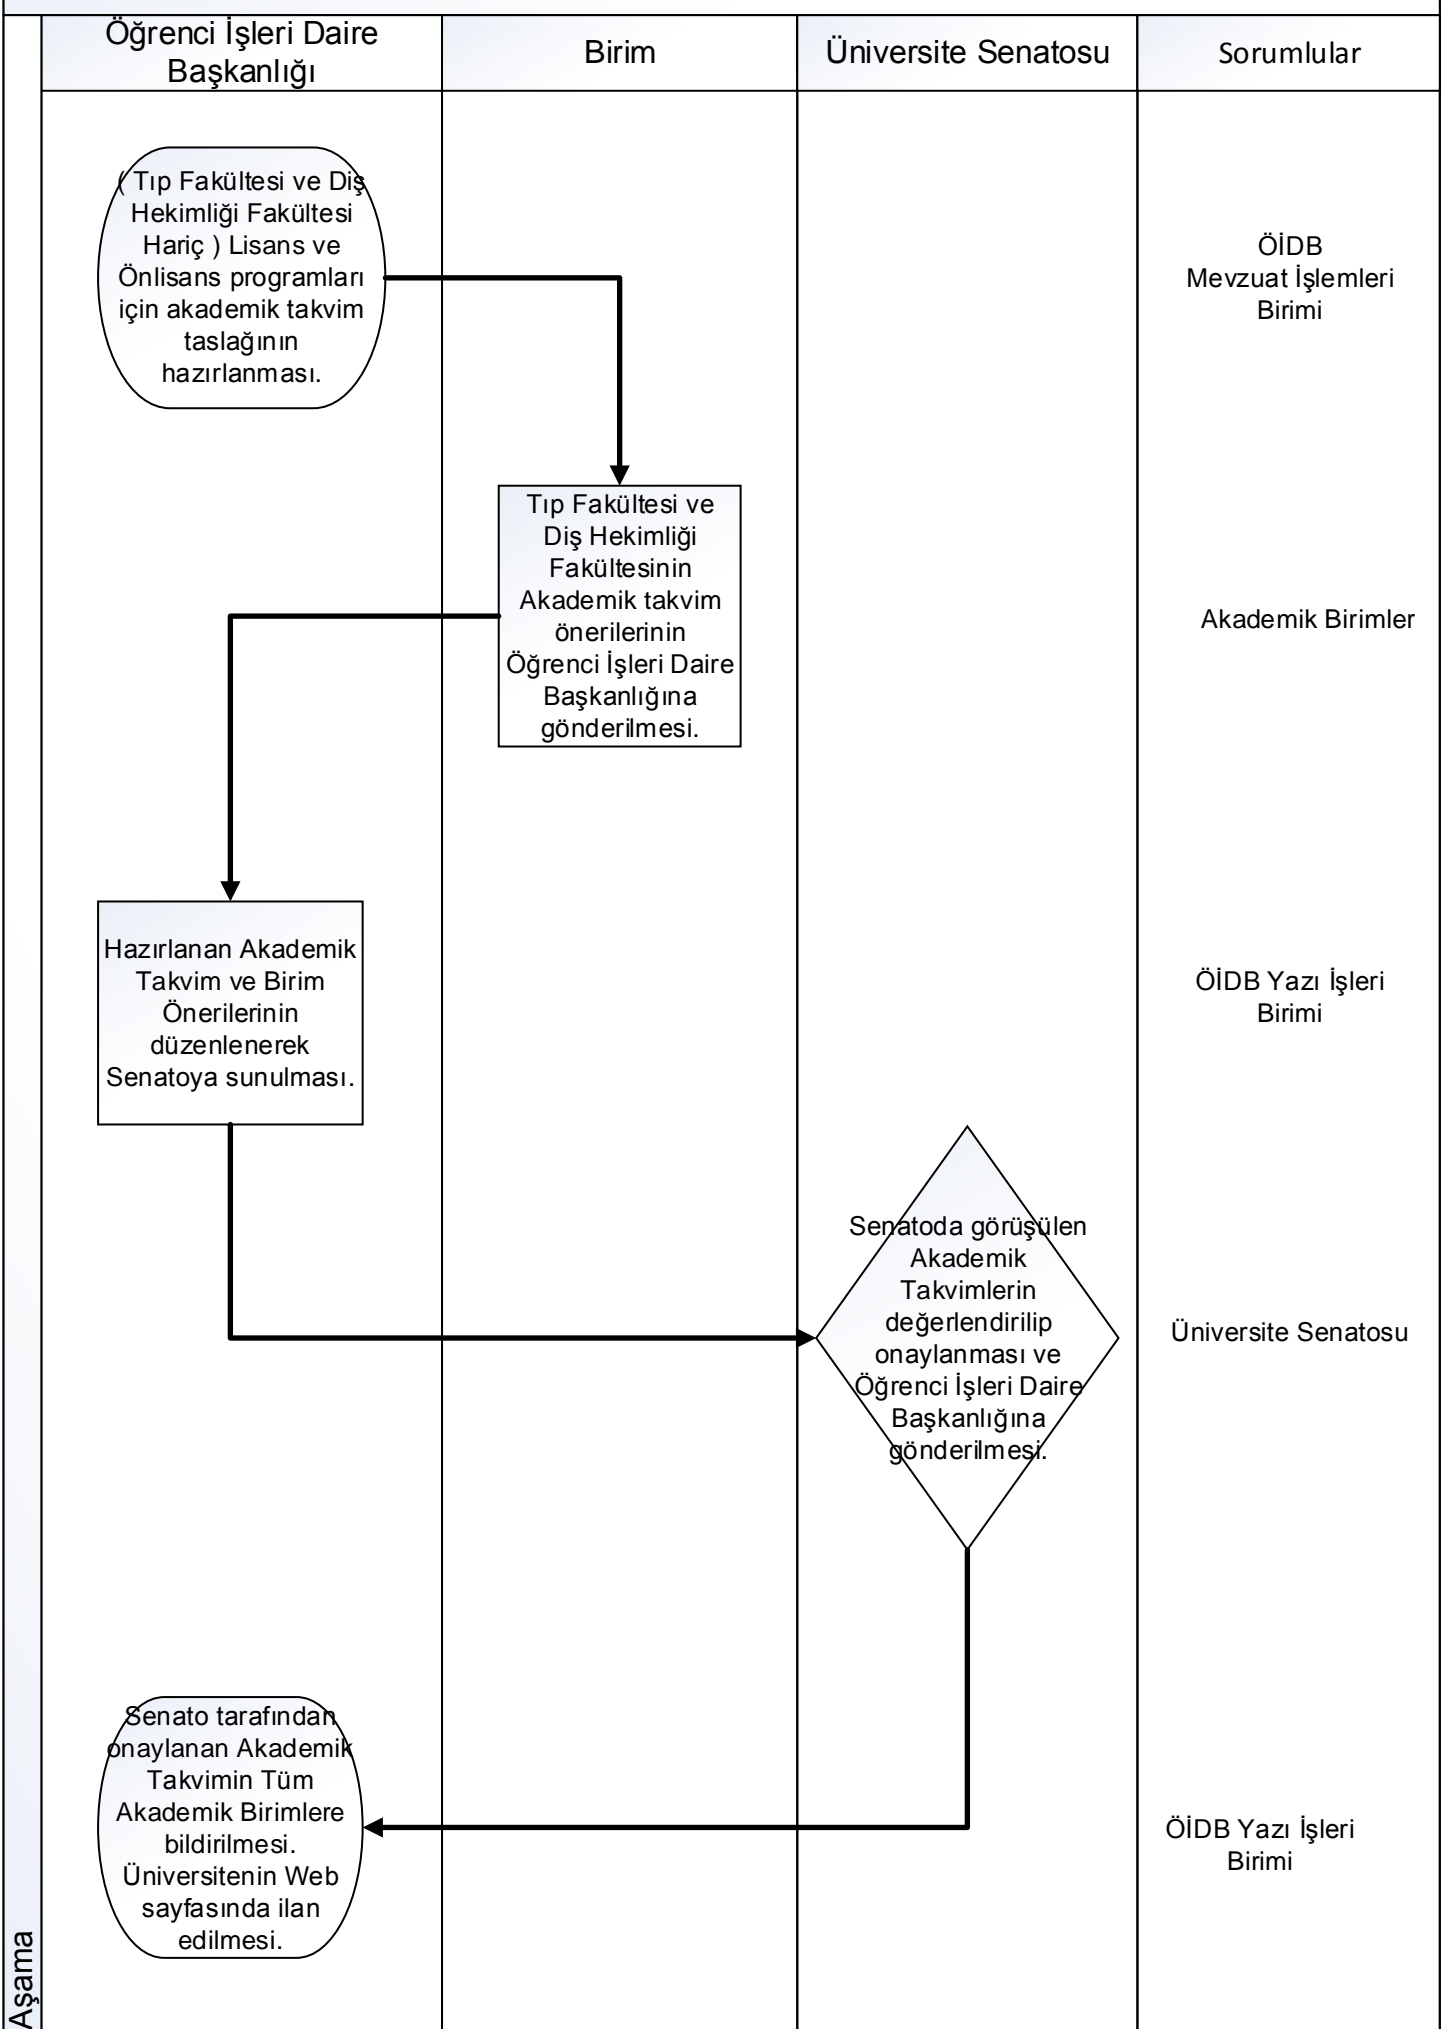 Öğrenci İşleri Daire
Başkanlığı
Birim
Üniversite Senatosu
Sorumlular
( Tıp Fakültesi ve Diş
Hekimliği Fakültesi
Hariç ) Lisans ve
Önlisans programları
için akademik takvim
taslağının
hazırlanması.
ÖİDB
Mevzuat İşlemleri
Birimi
Tıp Fakültesi ve
Diş Hekimliği
Fakültesinin
Akademik takvim
önerilerinin
Öğrenci İşleri Daire
Başkanlığına
gönderilmesi.
Akademik Birimler
Hazırlanan Akademik
Takvim ve Birim
Önerilerinin
düzenlenerek
Senatoya sunulması.
ÖİDB Yazı İşleri
Birimi
Senatoda görüşülen
Akademik
Takvimlerin
değerlendirilip
onaylanması ve
Öğrenci İşleri Daire
Başkanlığına
gönderilmesi.
Üniversite Senatosu
Senato tarafından
onaylanan Akademik
Takvimin Tüm
Akademik Birimlere
bildirilmesi.
Üniversitenin Web
sayfasında ilan
edilmesi.
ÖİDB Yazı İşleri
Birimi
Aşama